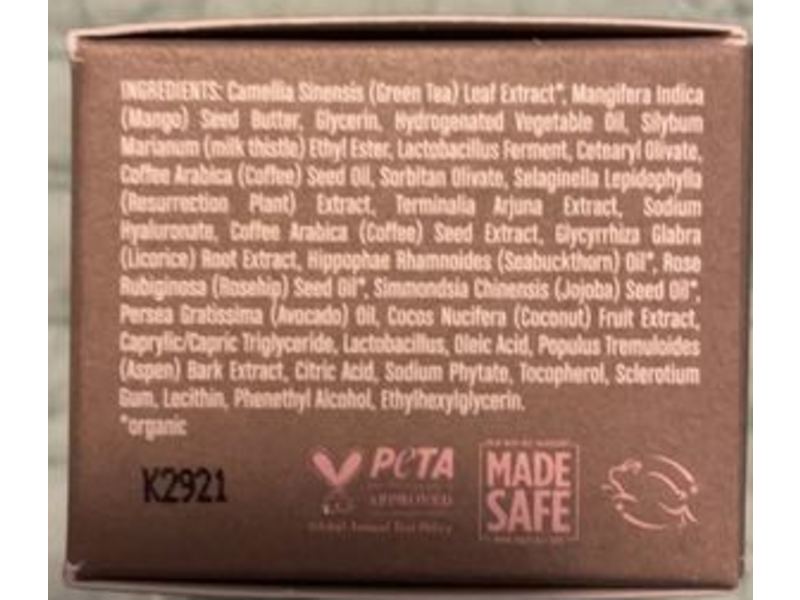 INGREDIENTS: Camellia Sinensis (Green Tea) Leaf Extract*, Mangifera Indica
(Mango) Seed Butter, Glycerin, Hydrogenated Vegetable Oil, Silybum
Marianum (milk thistle) Ethyl Ester, Lactobacillus Ferment, Cetearyl Olivate,
Coffee Arabica (Coffee) Seed Oil, Sorbitan Olivate, Selaginella Lepidophylla
(Resurrection Plant) Extract, Terminalia Arjuna Extract, Sodium
Hyaluronate, Coffee Arabica (Coffee) Seed Extract, Glycyrrhiza Glabra
(Licorice) Root Extract, Hippophae Rhamnoides (Seabuckthorn) Oil*, Rose
Rubiginosa (Rosehip) Seed Oil*, Simmondsia Chinensis (Jojoba) Seed Oil*,
Persea Gratissima (Avocado) Oil, Cocos Nucifera (Coconut) Fruit Extract,
Caprylic/Capric Triglyceride, Lactobacillus, Oleic Acid, Populus Tremuloides
(Aspen) Bark Extract, Citric Acid, Sodium Phytate, Tocopherol, Sclerotium
Gum, Lecithin, Phenethyl Alcohol, Ethylhexylglycerin.
*organic
K2921
PETA
APPROVED
Global Animal Test Policy
MADE
SAFE